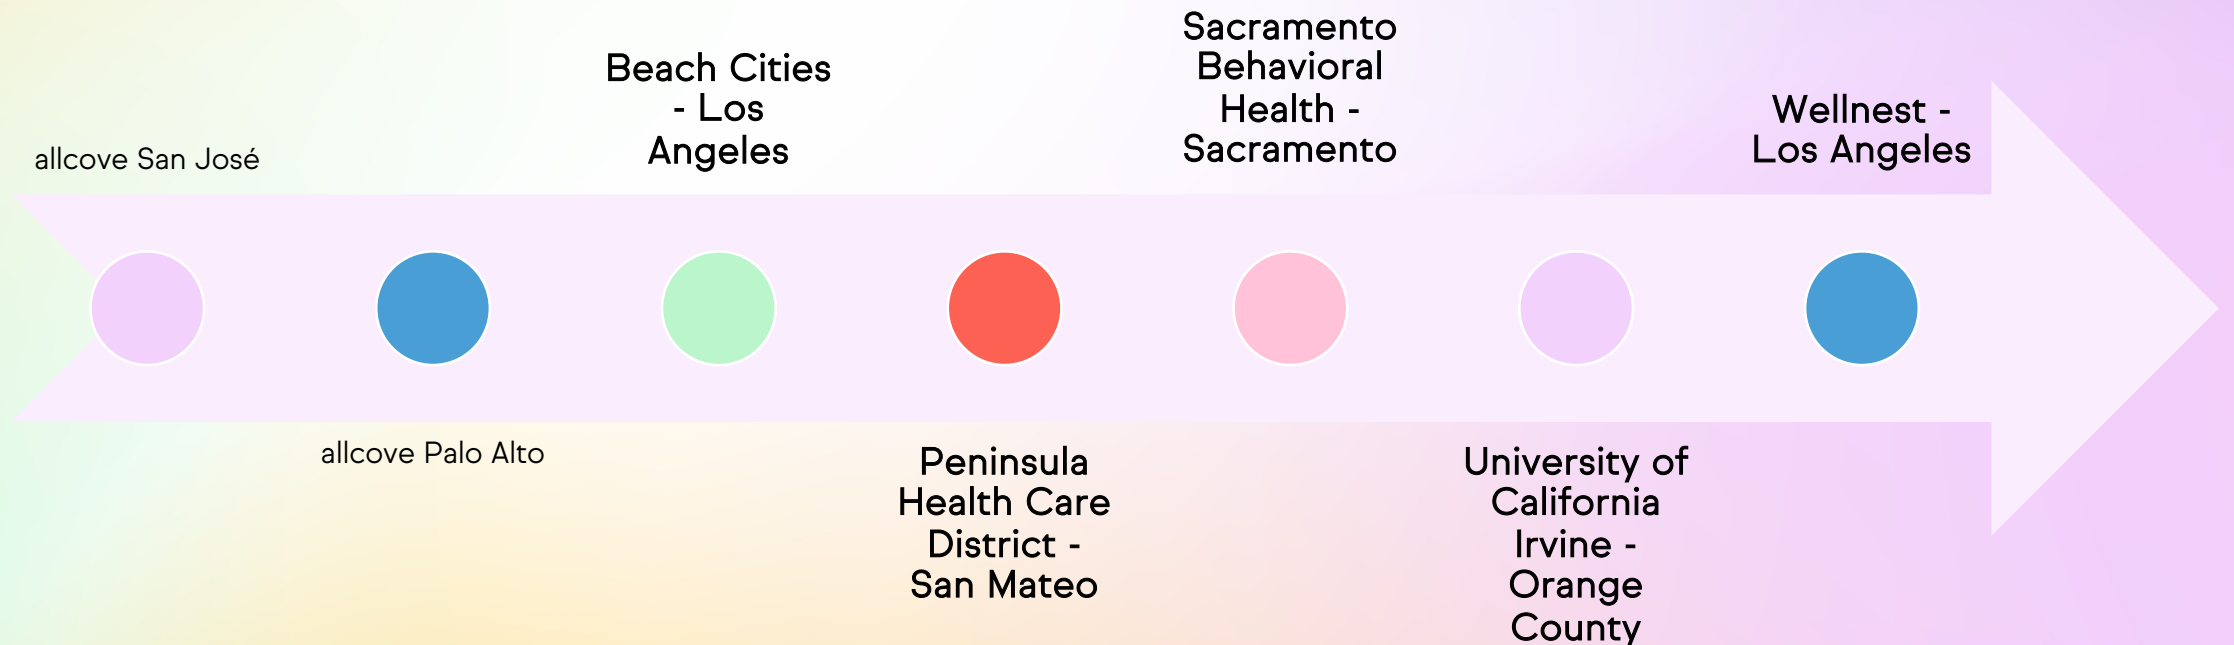 allcove San José
allcove Palo Alto
Beach Cities
- Los
Angeles
Peninsula
Health Care
District -
San Mateo
Sacramento
Behavioral
Health -
Sacramento
University of
California
Irvine -
Orange
County
Wellnest -
Los Angeles